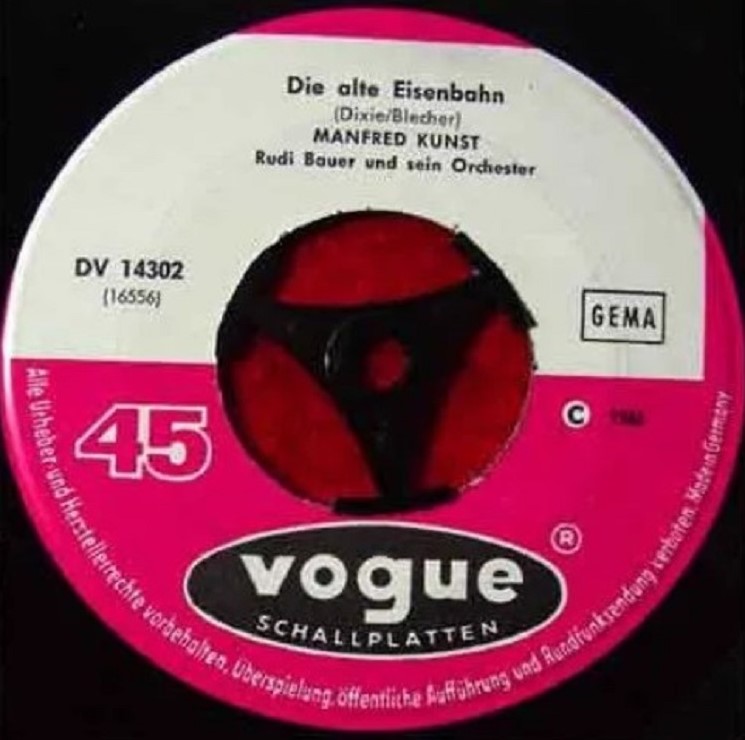 Die alte Eisenbahn
(Dixie/Blecher)
MANFRED KUNST
Rudi Bauer und sein Orchester
DV 14302
(16556)
GEMA
45
C
R
vogue
SCHALLPLATTEN
Alle Urheber- und Herstellerrechte vorbehalten. Überspielung, öffentliche Aufführung und Rundfunksendung verboten. Made in Germany